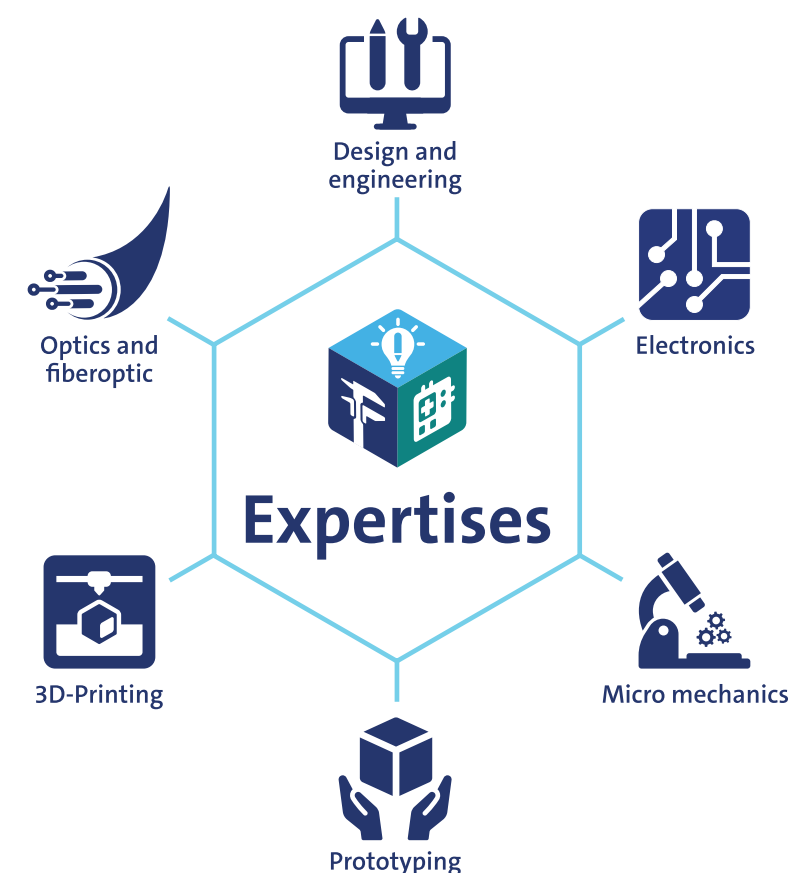 Design and
engineering
Optics and
fiberoptic
Electronics
Expertises
3D-Printing
Micro mechanics
Prototyping